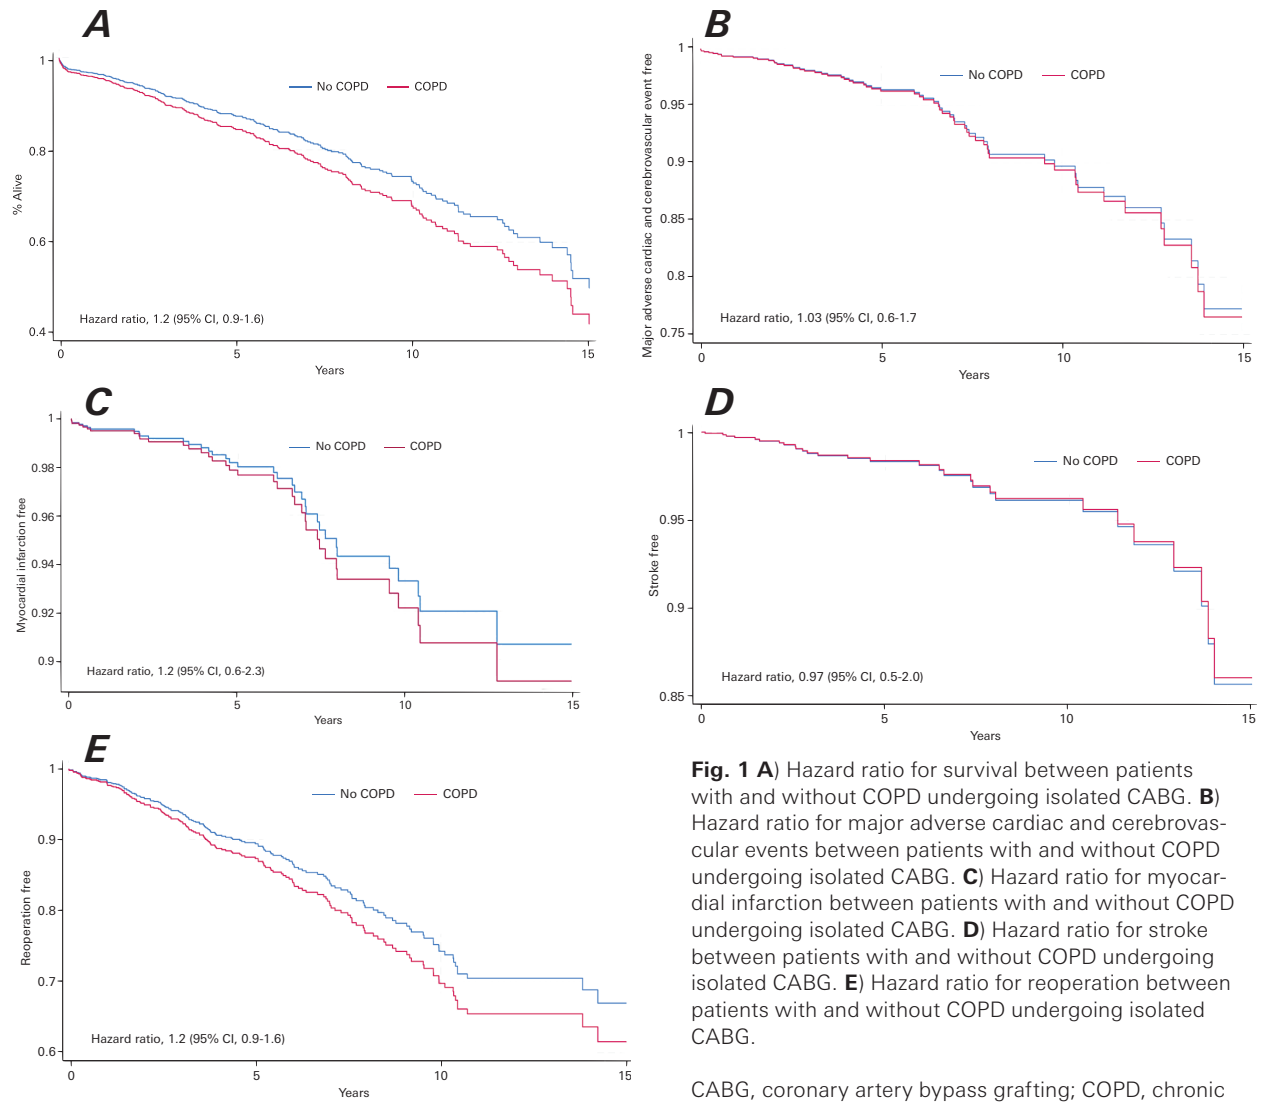 A
1
0.8
0.6
0.4
% Alive
No COPD COPD
Hazard ratio, 1.2 (95% CI, 0.9-1.6)
0 5 10 15
Years
B
1
0.95
0.9
0.85
0.8
0.75
Major adverse cardiac and cerebrovascular event free
No COPD COPD
Hazard ratio, 1.03 (95% CI, 0.6-1.7
0 5 10 15
Years
C
1
0.98
0.96
0.94
0.92
0.9
Myocardial infarction free
No COPD COPD
Hazard ratio, 1.2 (95% CI, 0.6-2.3)
0 5 10 15
Years
D
1
0.95
0.9
0.85
Stroke free
No COPD COPD
Hazard ratio, 0.97 (95% CI, 0.5-2.0)
0 5 10 15
Years
E
1
0.9
0.8
0.7
0.6
Reoperation free
No COPD COPD
Hazard ratio, 1.2 (95% CI, 0.9-1.6)
0 5 10 15
Years
Fig. 1 A) Hazard ratio for survival between patients
with and without COPD undergoing isolated CABG. B)
Hazard ratio for major adverse cardiac and cerebrovas-
cular events between patients with and without COPD
undergoing isolated CABG. C) Hazard ratio for myocar-
dial infarction between patients with and without COPD
undergoing isolated CABG. D) Hazard ratio for stroke
between patients with and without COPD undergoing
isolated CABG. E) Hazard ratio for reoperation between
patients with and without COPD undergoing isolated
CABG.
CABG, coronary artery bypass grafting; COPD, chronic